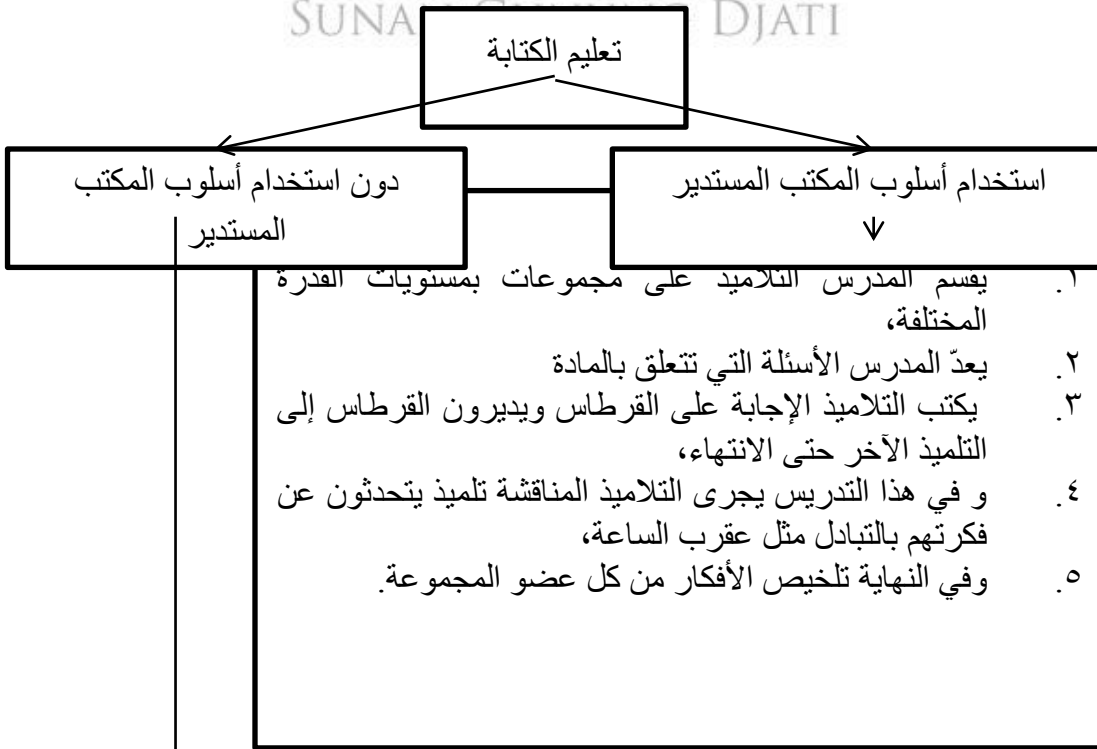 SUNA DJATI
تعليم الكتابة
استخدام أسلوب المكتب المستدير
دون استخدام أسلوب المكتب
المستدير
١. يقسم المدرس التلاميذ على مجموعات بمستويات القدرة
المختلفة،
٢. يعدّ المدرس الأسئلة التي تتعلق بالمادة
٣. يكتب التلاميذ الإجابة على القرطاس ويديرون القرطاس إلى
التلميذ الآخر حتى الانتهاء،
٤. و في هذا التدريس يجرى التلاميذ المناقشة تلميذ يتحدثون عن
فكرتهم بالتبادل مثل عقرب الساعة،
٥. وفي النهاية تلخيص الأفكار من كل عضو المجموعة.